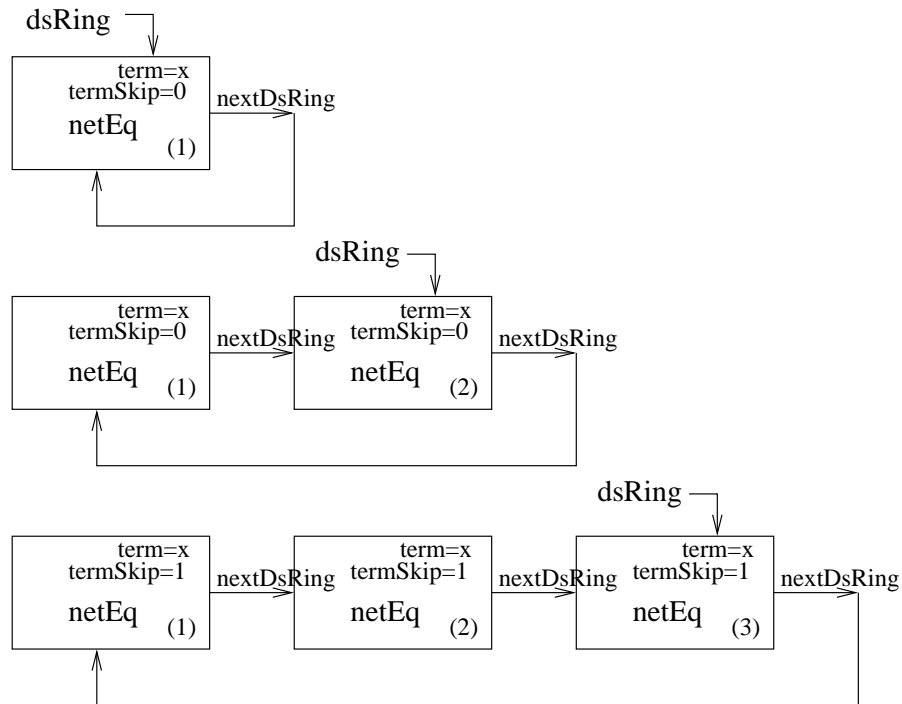 dsRing
term=x
termSkip=0
netEq
(1)
nextDsRing
dsRing
term=x
termSkip=0
netEq
(1)
nextDsRing
term=x
termSkip=0
netEq
(2)
nextDsRing
dsRing
term=x
termSkip=1
netEq
(1)
nextDsRing
term=x
termSkip=1
netEq
(2)
nextDsRing
term=x
termSkip=1
netEq
(3)
nextDsRing